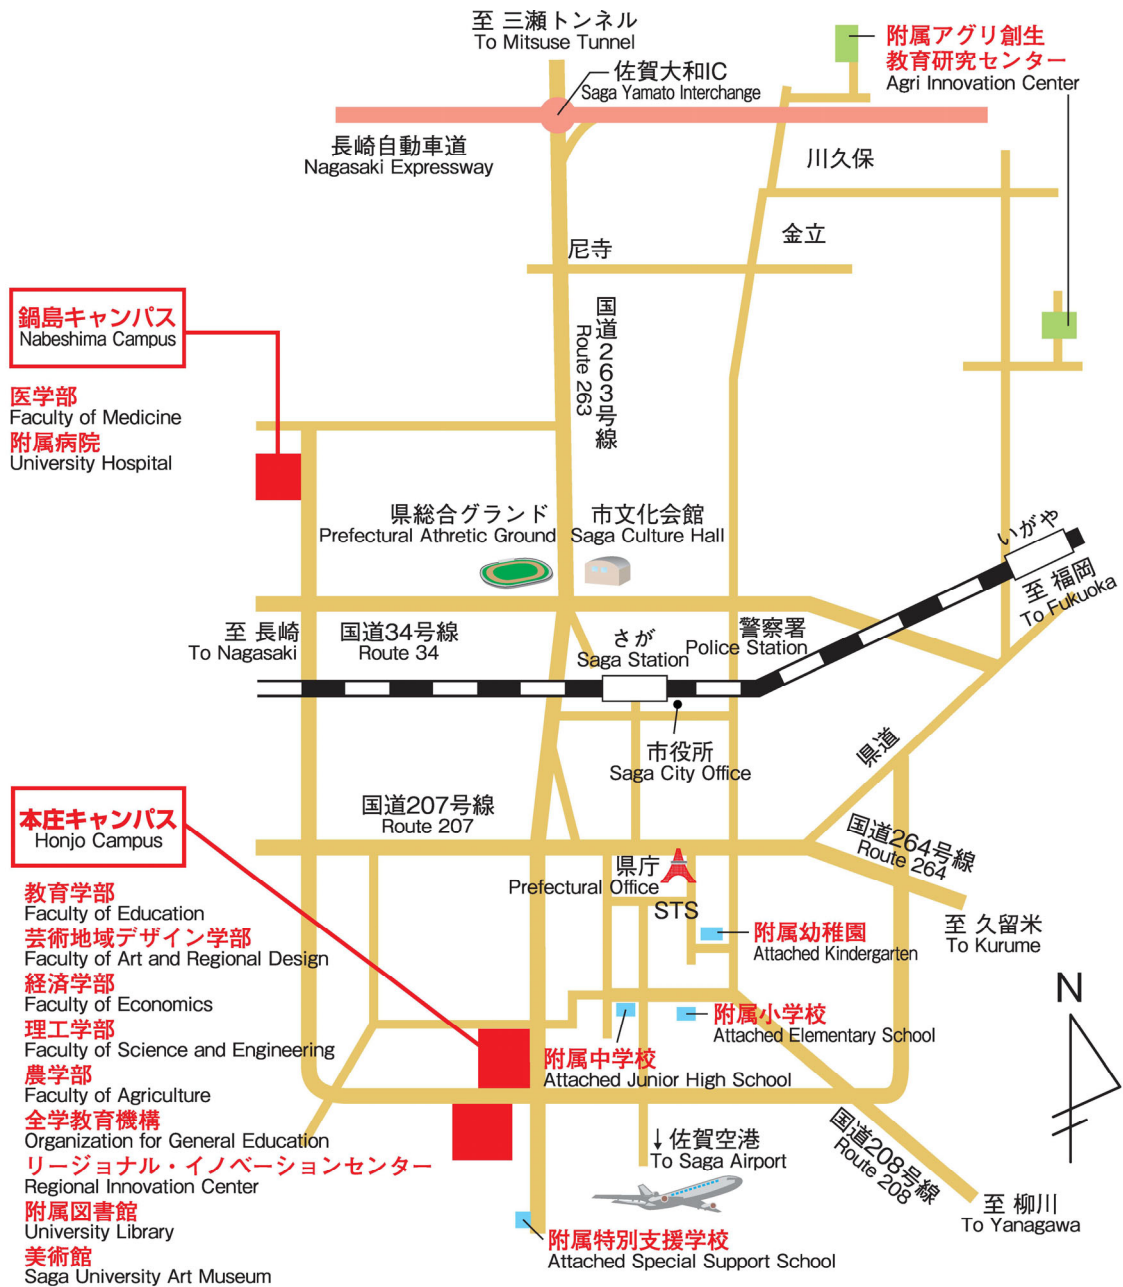 至 三瀬トンネル
To Mitsuse Tunnel
附属アグリ創生
教育研究センター
Agri Innovation Center
佐賀大和IC
Saga Yamato Interchange
長崎自動車道
Nagasaki Expressway
川久保
金立
尼寺
国道263号線
Route 263
鍋島キャンパス
Nabeshima Campus
医学部
Faculty of Medicine
附属病院
University Hospital
県総合グランド
Prefectural Athretic Ground
市文化会館
Saga Culture Hall
いがや
至 福岡
To Fukuoka
至 長崎
To Nagasaki
国道34号線
Route 34
さが
Saga Station
警察署
Police Station
市役所
Saga City Office
県道
国道207号線
Route 207
国道264号線
Route 264
本庄キャンパス
Honjo Campus
県庁
Prefectural Office
STS
至 久留米
To Kurume
附属幼稚園
Attached Kindergarten
教育学部
Faculty of Education
芸術地域デザイン学部
Faculty of Art and Regional Design
経済学部
Faculty of Economics
理工学部
Faculty of Science and Engineering
農学部
Faculty of Agriculture
全学教育機構
Organization for General Education
リージョナル・イノベーションセンター
Regional Innovation Center
附属図書館
University Library
美術館
Saga University Art Museum
N
附属小学校
Attached Elementary School
附属中学校
Attached Junior High School
↓佐賀空港
To Saga Airport
国道208号線
Route 208
至 柳川
To Yanagawa
附属特別支援学校
Attached Special Support School